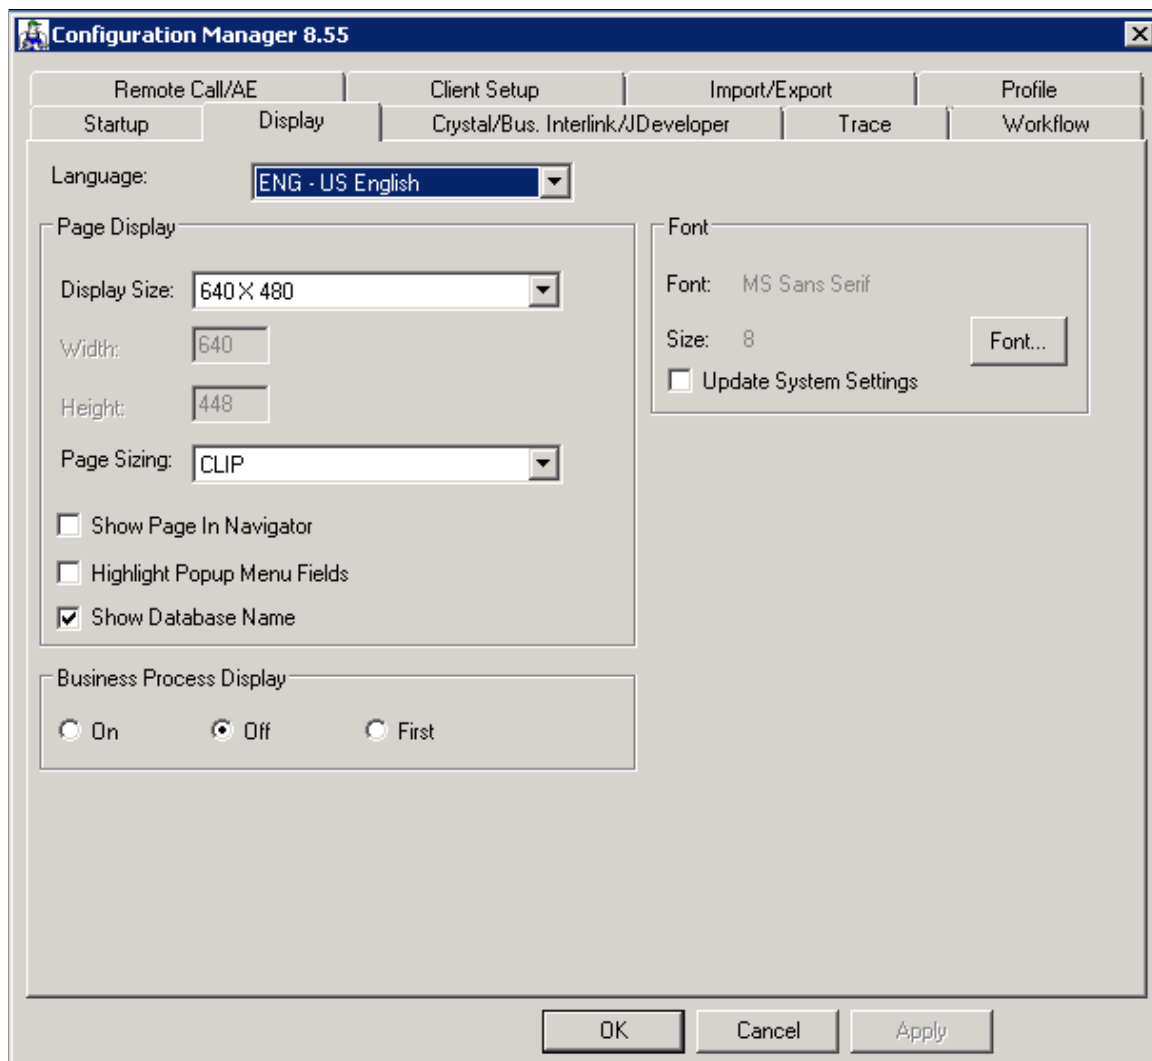 Configuration Manager 8.55
Remote Call/AE Client Setup Import/Export Profile
Startup Display Crystal/Bus. Interlink/JDeveloper Trace Workflow
Language: ENG - US English
Page Display
Display Size: 640 X 480
Width: 640
Height: 448
Page Sizing: CLIP
Show Page In Navigator
Highlight Popup Menu Fields
Show Database Name
Font
Font: MS Sans Serif
Size: 8 Font...
Update System Settings
Business Process Display
On Off First
OK Cancel Apply